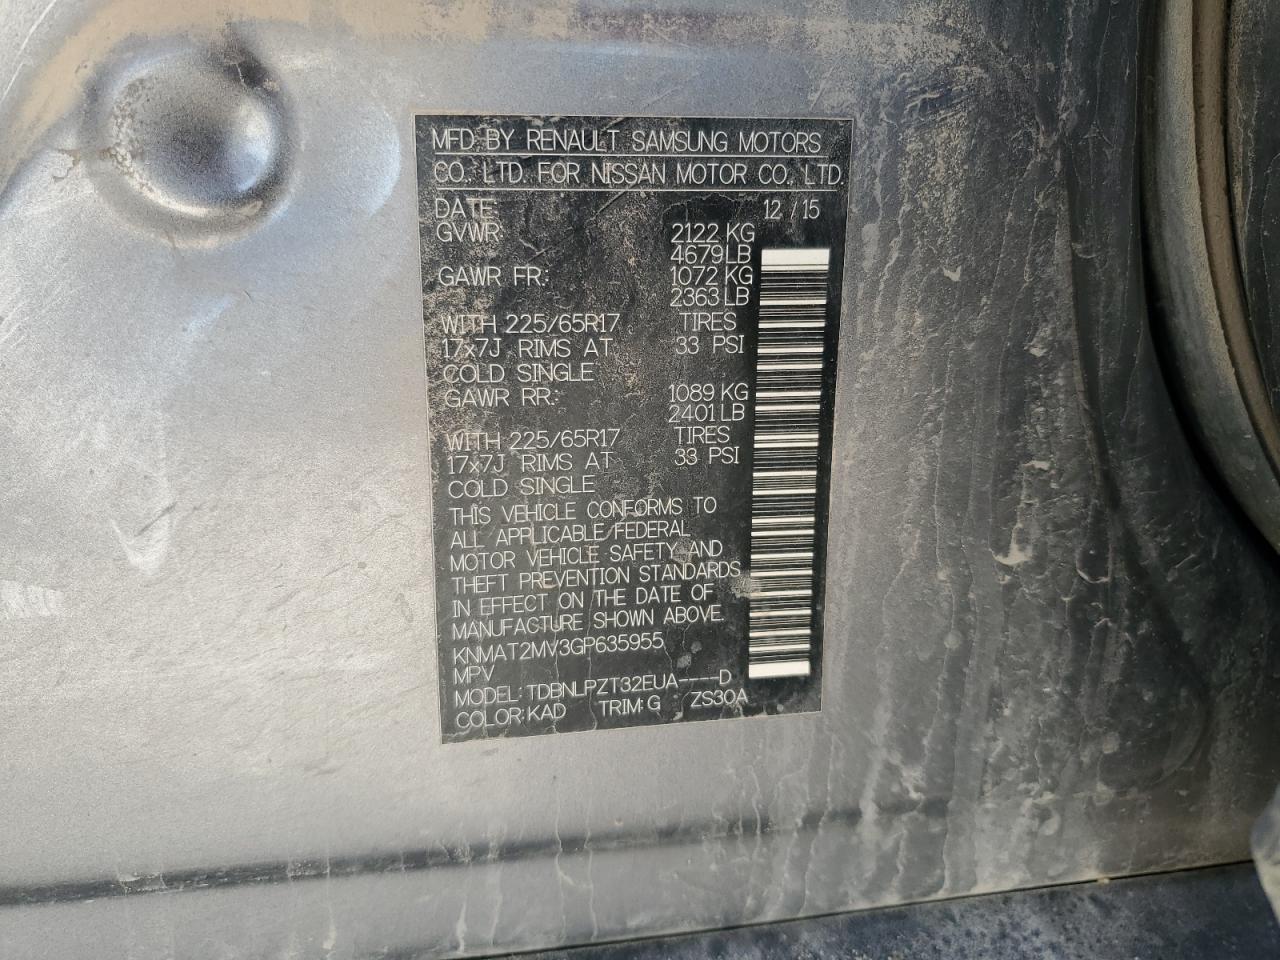 MFD BY RENAULT SAMSUNG MOTORS
CO., LTD. FOR NISSAN MOTOR CO., LTD
DATE 12 / 15
GVWR 2122 KG
4679 LB
GAWR FR.: 1072 KG
2363 LB
WITH 225/65R17 TIRES
17x7J RIMS AT 33 PSI
COLD SINGLE
GAWR RR.: 1089 KG
2401 LB
WITH 225/65R17 TIRES
17x7J RIMS AT 33 PSI
COLD SINGLE
THIS VEHICLE CONFORMS TO
ALL APPLICABLE FEDERAL
MOTOR VEHICLE SAFETY AND
THEFT PREVENTION STANDARDS
IN EFFECT ON THE DATE OF
MANUFACTURE SHOWN ABOVE.
KNMAT2MV3GP635955
MPV
MODEL: TDBNLPZT32EUA----D
COLOR: KAD TRIM: G ZS30A